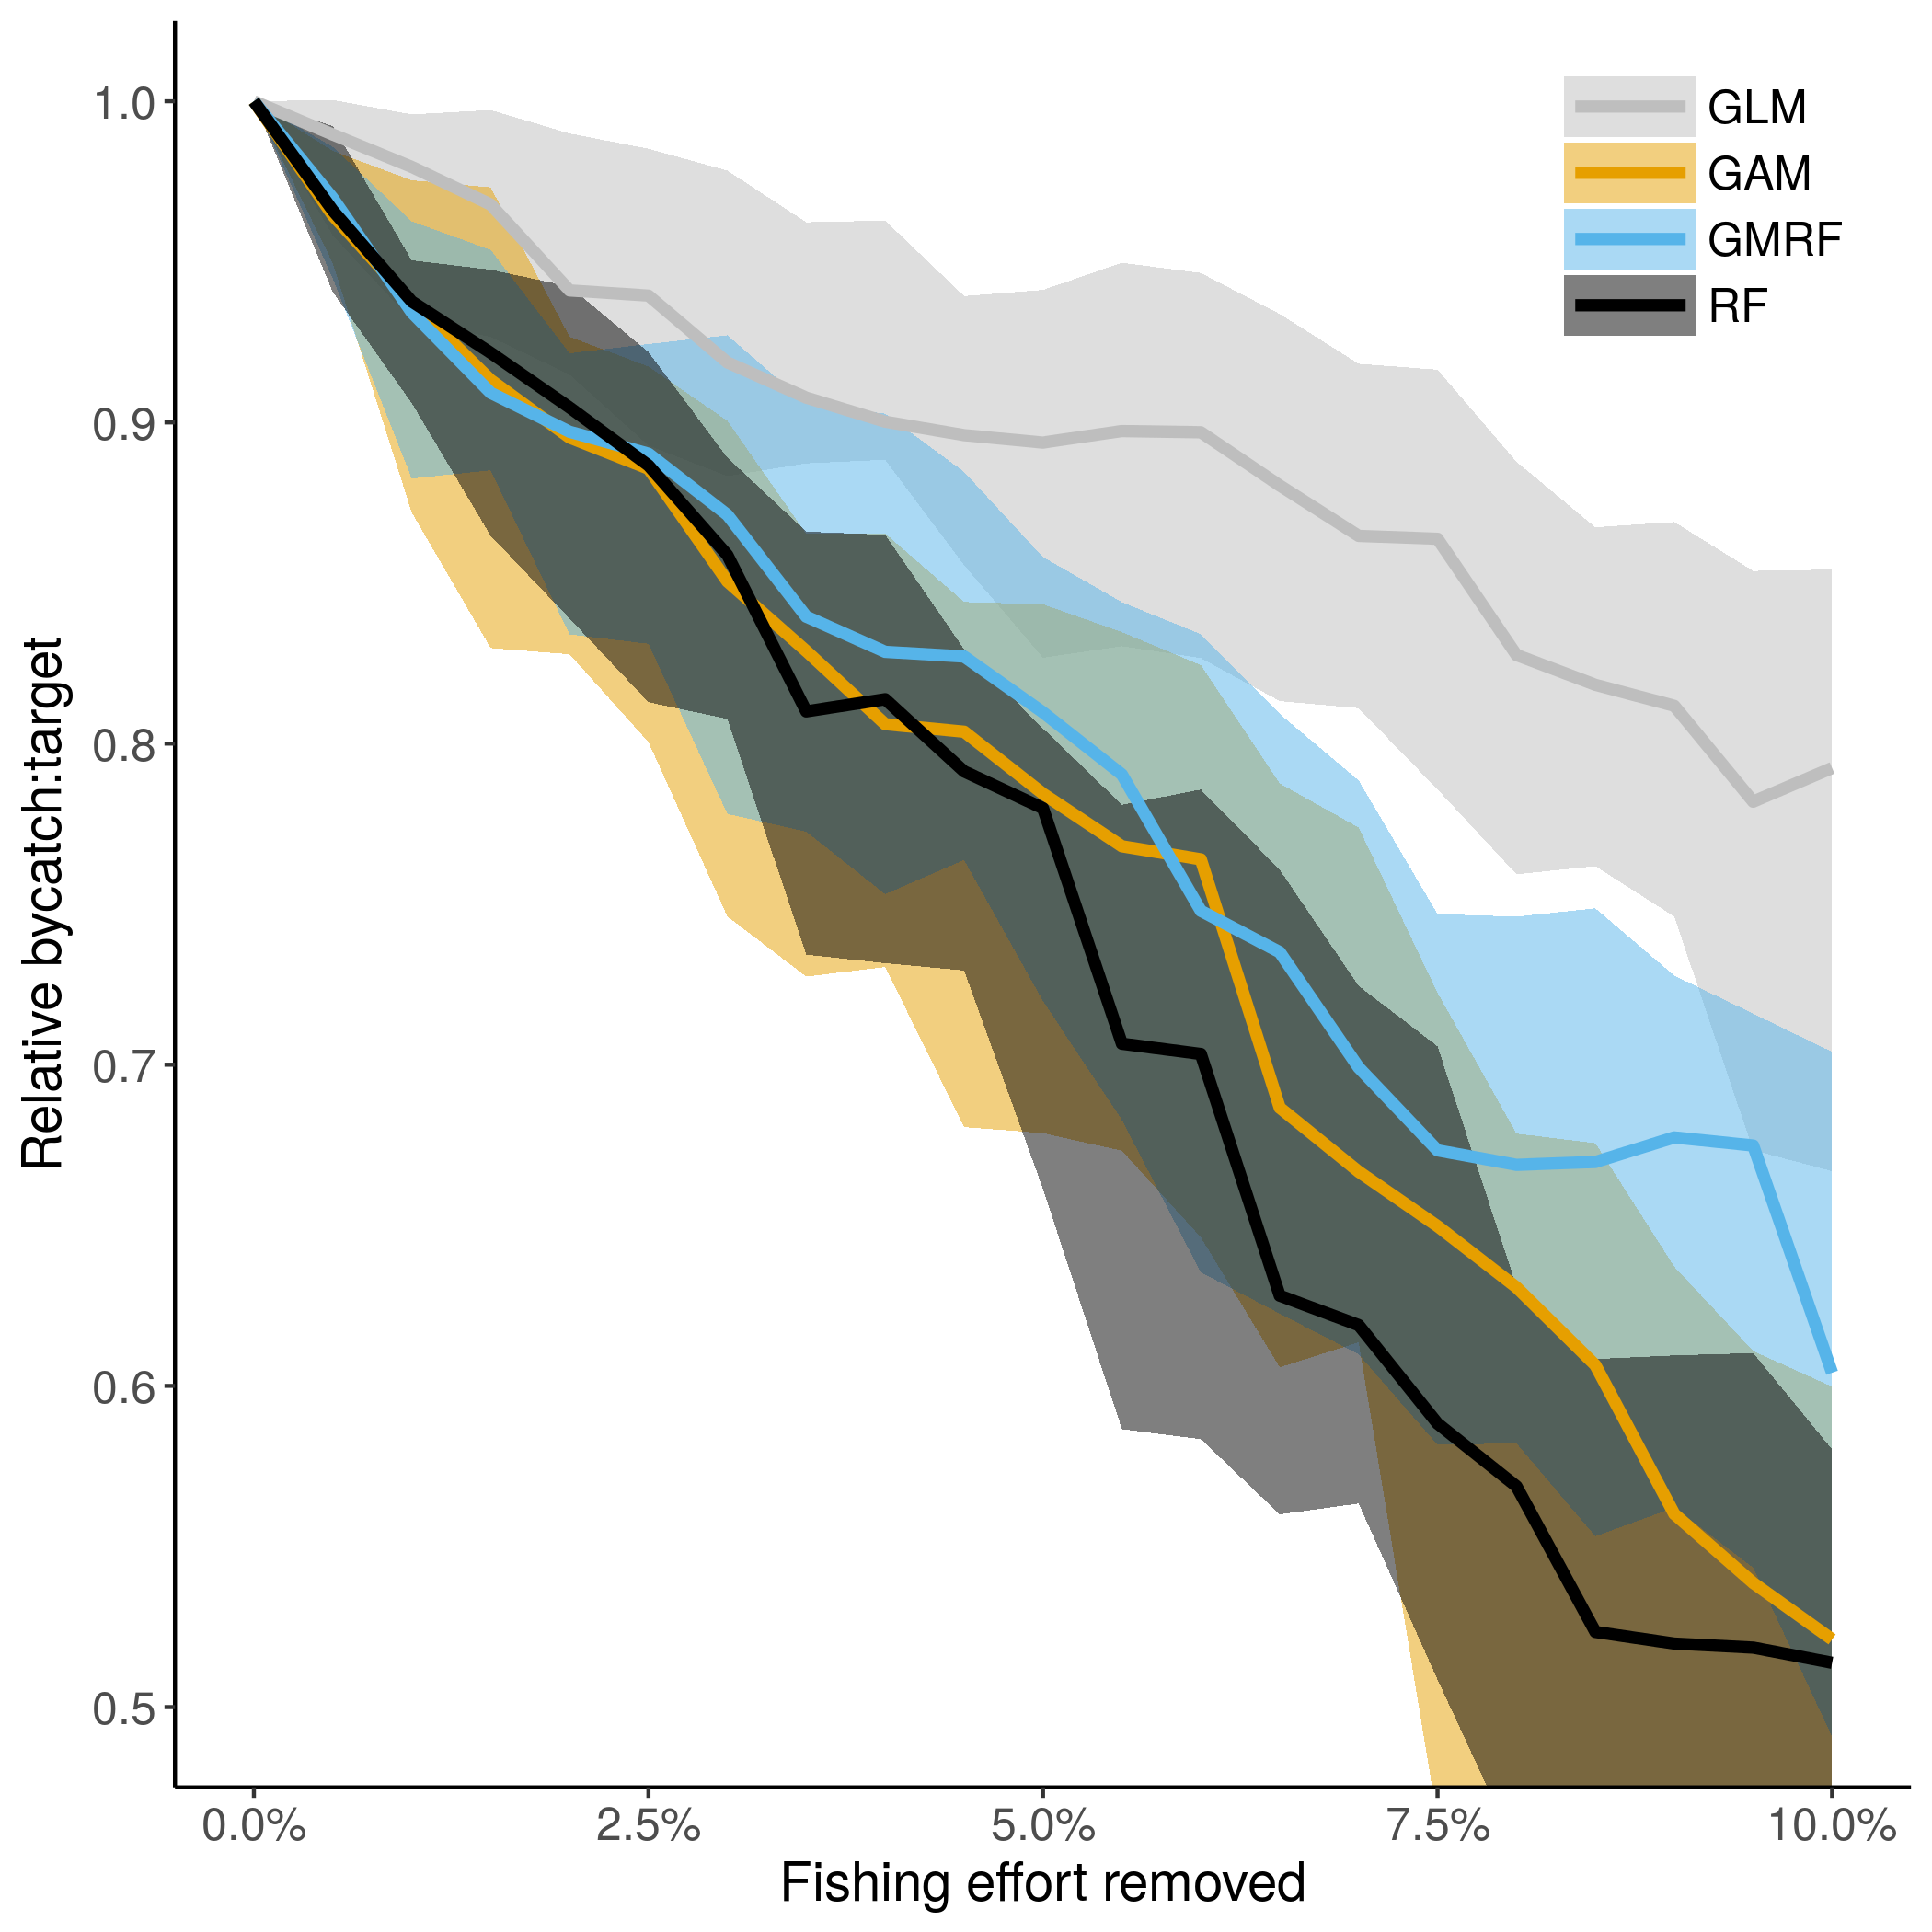 Relative bycatch:target
1.0
0.9
0.8
0.7
0.6
0.5
GLM
GAM
GMRF
RF
0.0% 2.5% 5.0% 7.5% 10.0%
Fishing effort removed